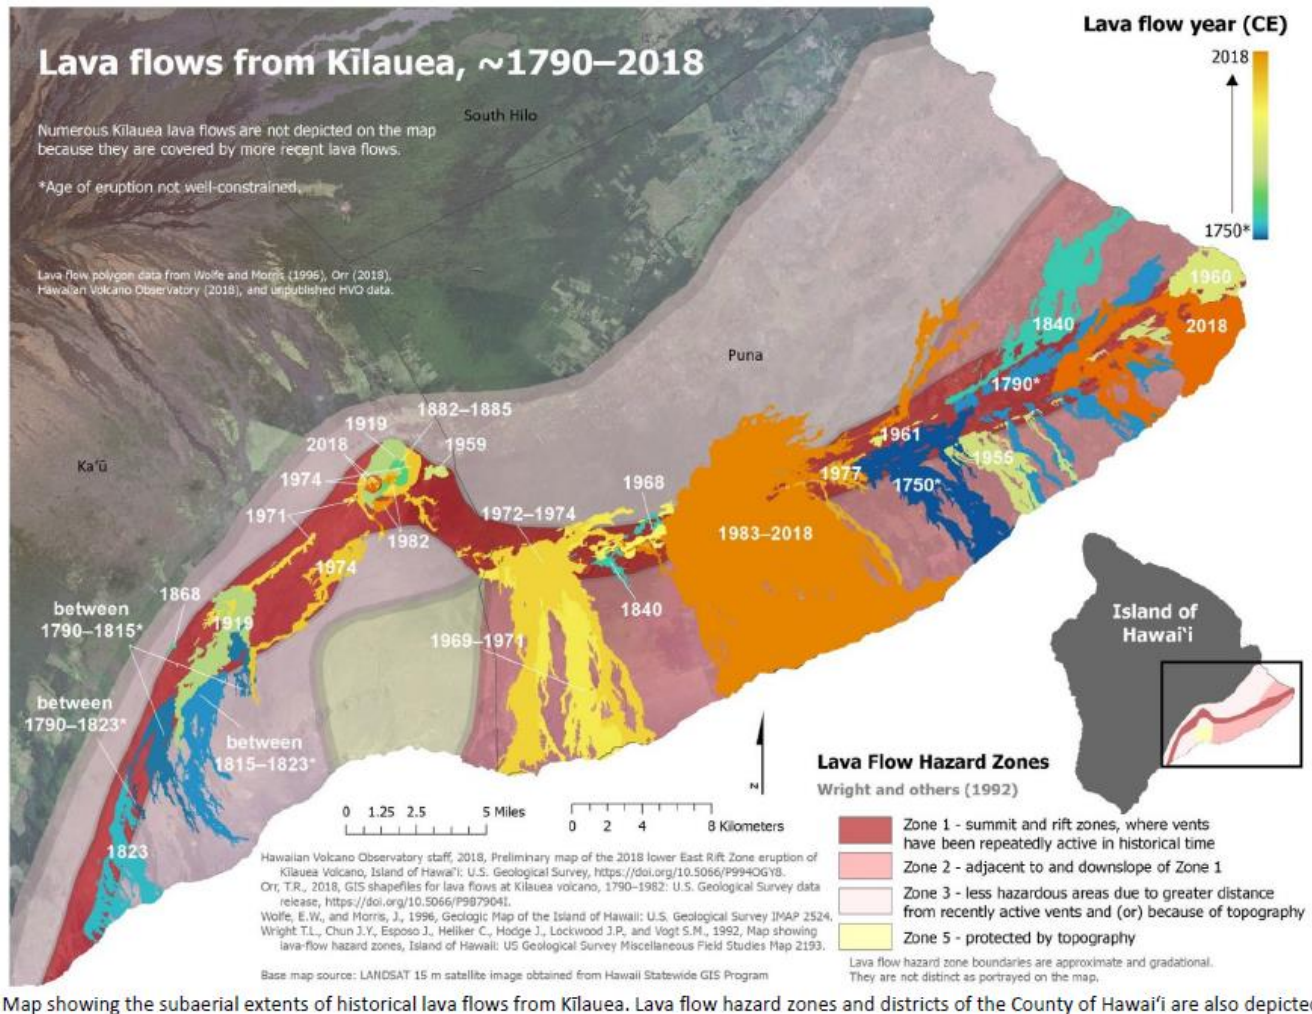 Lava flows from Kīlauea, ~1790–2018
Numerous Kīlauea lava flows are not depicted on the map
because they are covered by more recent lava flows.
*Age of eruption not well-constrained.
Lava flow polygon data from Wolfe and Morris (1996), Orr (2018),
Hawaiian Volcano Observatory (2018), and unpublished HVO data.
South Hilo
Lava flow year (CE)
2018
1750*
1960
2018
1840
1790*
Puna
Ka‘ū
1882–1885
1919
2018
1959
1974
1971
1982
1961
1955
1977
1750*
1968
1972–1974
1983–2018
1974
1868
between
1790–1815*
1919
1840
1969–1971
between
1790–1823*
between
1815–1823*
1823
Island of
Hawai‘i
N
0 1.25 2.5 5 Miles
0 2 4 8 Kilometers
Lava Flow Hazard Zones
Wright and others (1992)
Zone 1 - summit and rift zones, where vents
have been repeatedly active in historical time
Zone 2 - adjacent to and downslope of Zone 1
Zone 3 - less hazardous areas due to greater distance
from recently active vents and (or) because of topography
Zone 5 - protected by topography
Lava flow hazard zone boundaries are approximate and gradational.
They are not distinct as portrayed on the map.
Hawaiian Volcano Observatory staff, 2018, Preliminary map of the 2018 lower East Rift Zone eruption of
Kīlauea Volcano, Island of Hawai‘i: U.S. Geological Survey, https://doi.org/10.5066/P994OGY8.
Orr, T.R., 2018, GIS shapefiles for lava flows at Kīlauea volcano, 1790–1982: U.S. Geological Survey data
release, https://doi.org/10.5066/P987904I.
Wolfe, E.W., and Morris, J., 1996, Geologic Map of the Island of Hawaii: U.S. Geological Survey IMAP 2524.
Wright T.L., Chun J.Y., Esposo J., Heliker C., Hodge J., Lockwood J.P., and Vogt S.M., 1992, Map showing
lava-flow hazard zones, Island of Hawaii: US Geological Survey Miscellaneous Field Studies Map 2193.
Base map source: LANDSAT 15 m satellite image obtained from Hawaii Statewide GIS Program
Map showing the subaerial extents of historical lava flows from Kīlauea. Lava flow hazard zones and districts of the County of Hawai‘i are also depicted